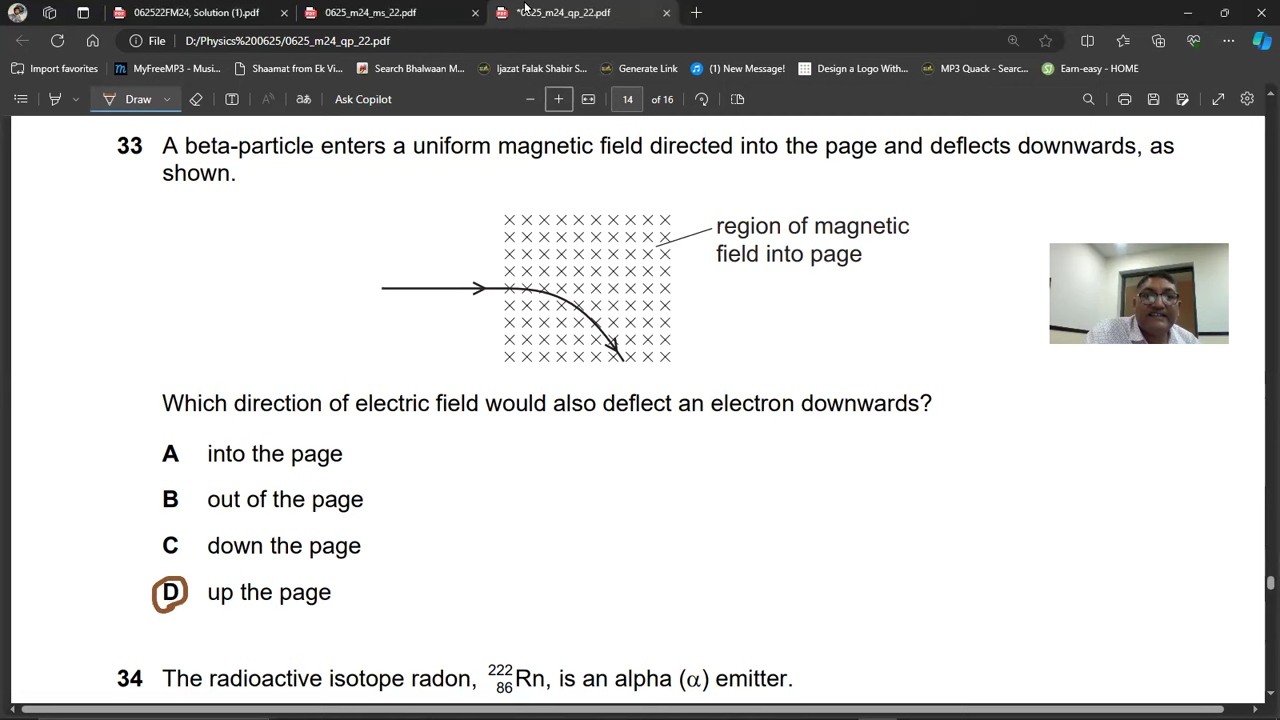 062522FM24, Solution (1).pdf
0625_m24_ms_22.pdf
0625_m24_qp_22.pdf
File D:/Physics%200625/0625_m24_qp_22.pdf
Import favorites MyFreeMP3 - Musi... Shaamat from Ek Vi... Search Bhalwaan M... Ijazat Falak Shabir S... Generate Link (1) New Message! Design a Logo With... MP3 Quack - Searc... Earn-easy - HOME
Draw aあ Ask Copilot 14 of 16
33 A beta-particle enters a uniform magnetic field directed into the page and deflects downwards, as
shown.
region of magnetic
field into page
Which direction of electric field would also deflect an electron downwards?
A into the page
B out of the page
C down the page
D up the page
34 The radioactive isotope radon, ²²²₈₆Rn, is an alpha (α) emitter.